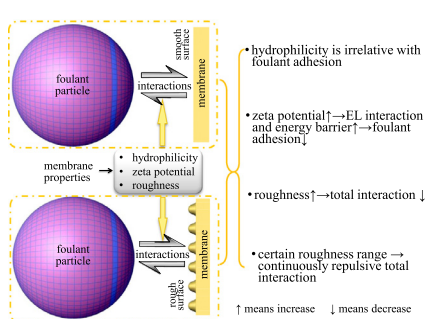 smooth
surface
foulant
particle
interactions
membrane
membrane
properties
• hydrophilicity
• zeta potential
• roughness
foulant
particle
interactions
rough
surface
membrane
•hydrophilicity is irrelative with
foulant adhesion
•zeta potential↑→EL interaction
and energy barrier↑→foulant
adhesion↓
•roughness↑→total interaction ↓
•certain roughness range →
continuously repulsive total
interaction
↑ means increase ↓ means decrease